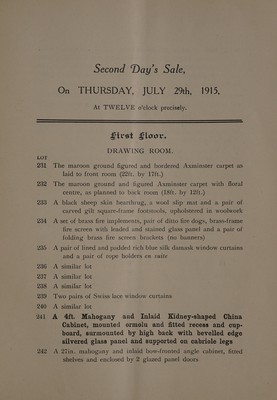 Second Day's Sale,
On THURSDAY, JULY 29th, 1915,
At TWELVE o'clock precisely.
First Floor.
DRAWING ROOM.
LOT
231 The maroon ground figured and bordered Axminster carpet as
laid to front room (22ft. by 17ft.)
232 The maroon ground and figured Axminster carpet with floral
centre, as planned to back room (18ft. by 12ft.)
233 A black sheep skin hearthrug, a wool slip mat and a pair of
carved gilt square-frame footstools, upholstered in woolwork
234 A set of brass fire implements, pair of ditto fire dogs, brass-frame
fire screen with leaded and stained glass panel and a pair of
folding brass fire screen brackets (no banners)
235 A pair of lined and padded rich blue silk damask window curtains
and a pair of rope holders en suite
236 A similar lot
237 A similar lot
238 A similar lot
239 Two pairs of Swiss lace window curtains
240 A similar lot
241 A 4ft. Mahogany and Inlaid Kidney-shaped China
Cabinet, mounted ormolu and fitted recess and cup-
board, surmounted by high back with bevelled edge
silvered glass panel and supported on cabriole legs
242 A 27in. mahogany and inlaid bow-fronted angle cabinet, fitted
shelves and enclosed by 2 glazed panel doors